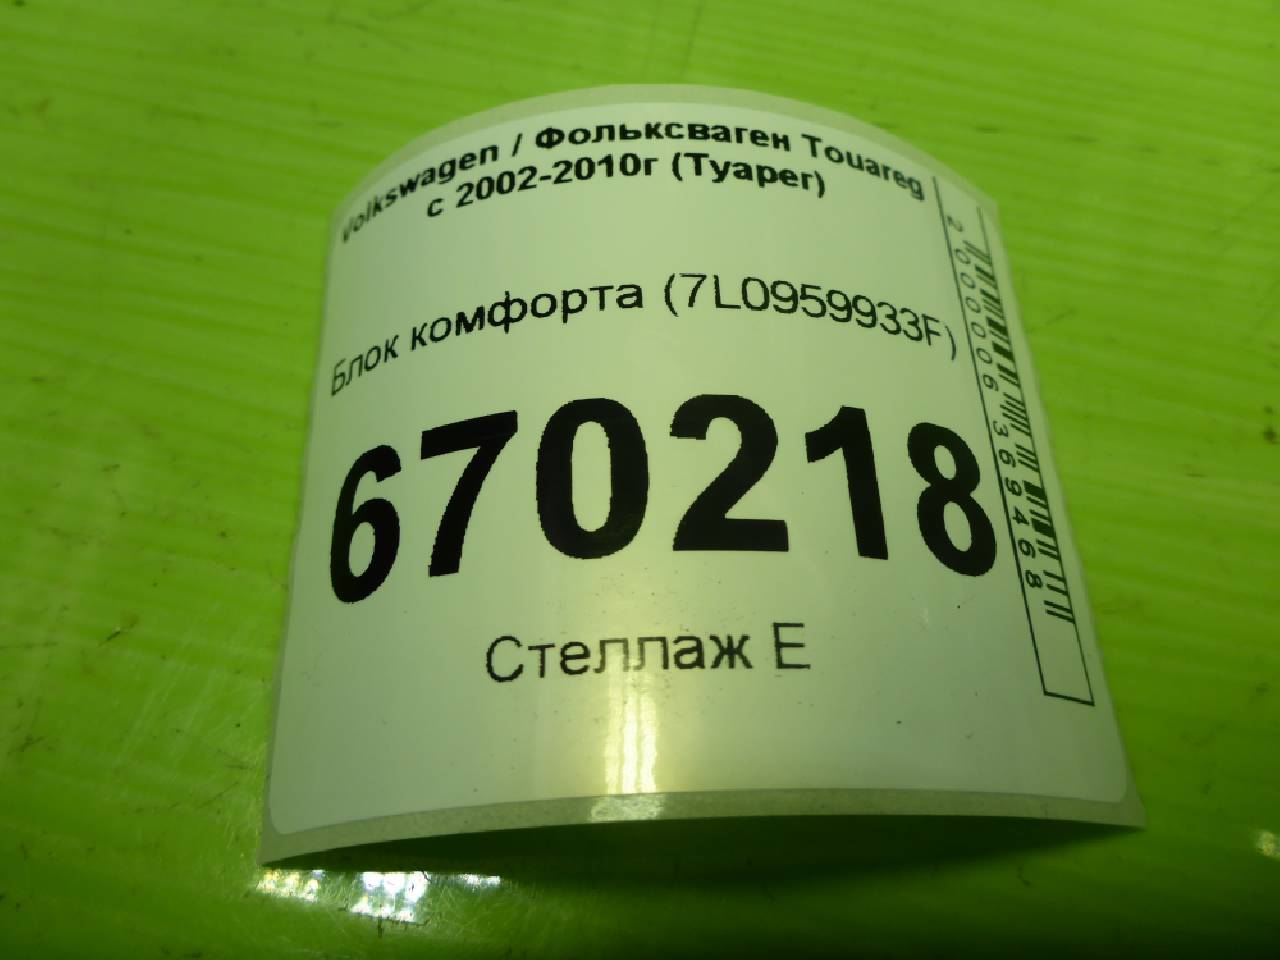 Volkswagen / Фольксваген Touareg
с 2002-2010г (Туарег)
Блок комфорта (7L0959933F)
670218
Стеллаж Е
2000006369468